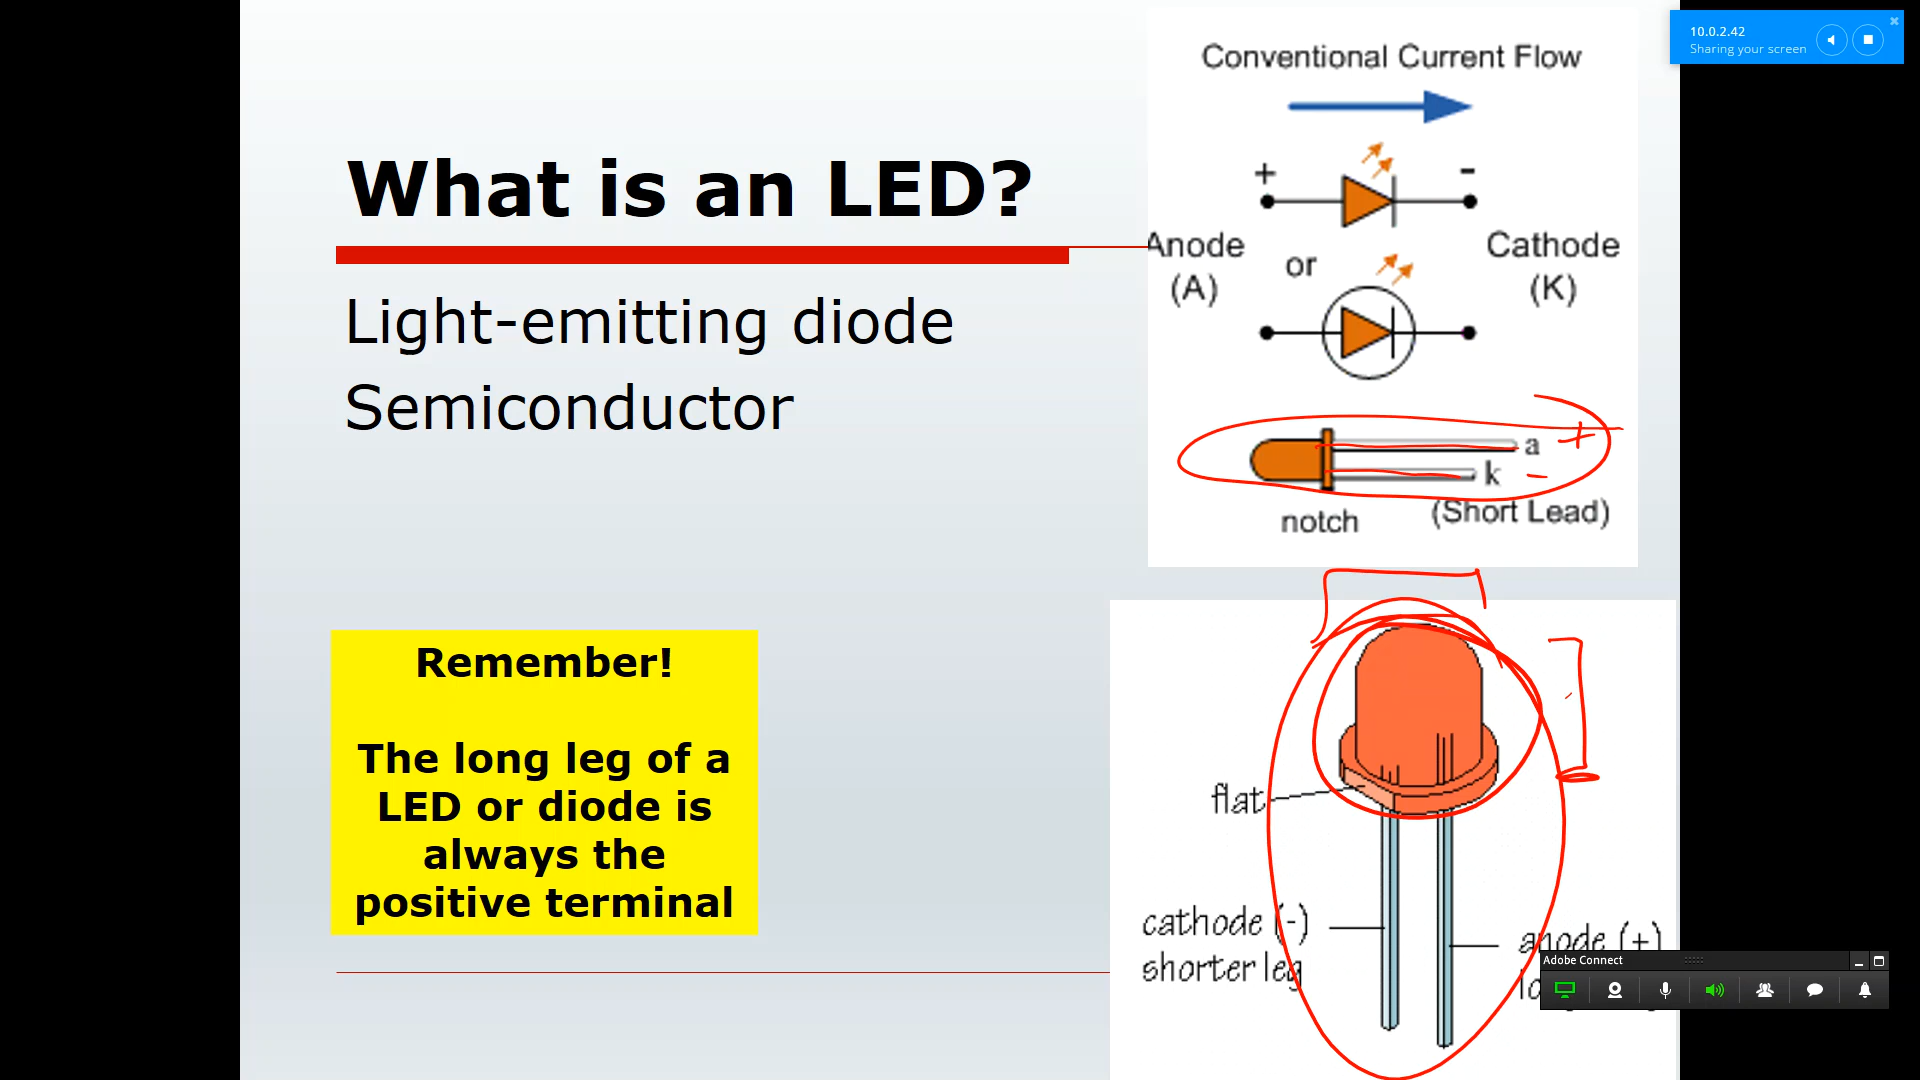 What is an LED?
Light-emitting diode
Semiconductor
Remember!
The long leg of a
LED or diode is
always the
positive terminal
Conventional Current Flow
+ -
Anode
(A)
or
Cathode
(K)
a +
k -
notch
(Short Lead)
flat
cathode (-)
shorter leg
anode (+)
10.0.2.42
Sharing your screen
Adobe Connect